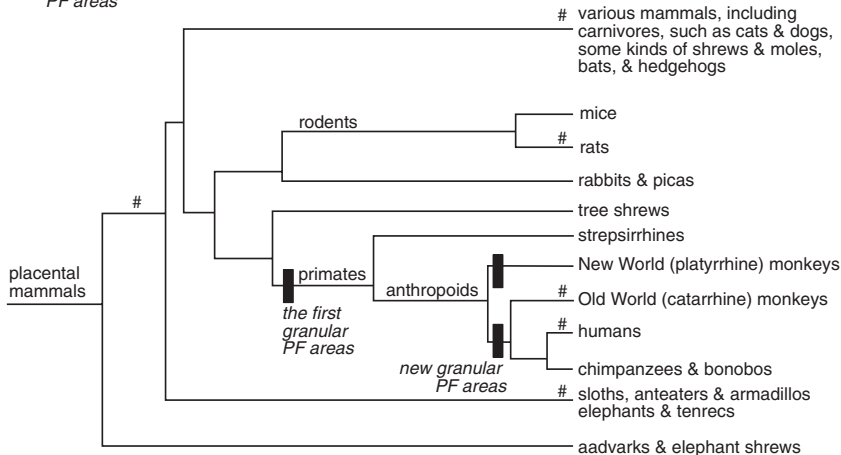 PF areas
# various mammals, including
carnivores, such as cats & dogs,
some kinds of shrews & moles,
bats, & hedgehogs
rodents
mice
# rats
rabbits & picas
#
tree shrews
strepsirrhines
placental
mammals
primates
anthropoids
New World (platyrrhine) monkeys
# Old World (catarrhine) monkeys
the first
granular
PF areas
# humans
new granular
PF areas
chimpanzees & bonobos
# sloths, anteaters & armadillos
elephants & tenrecs
aadvarks & elephant shrews